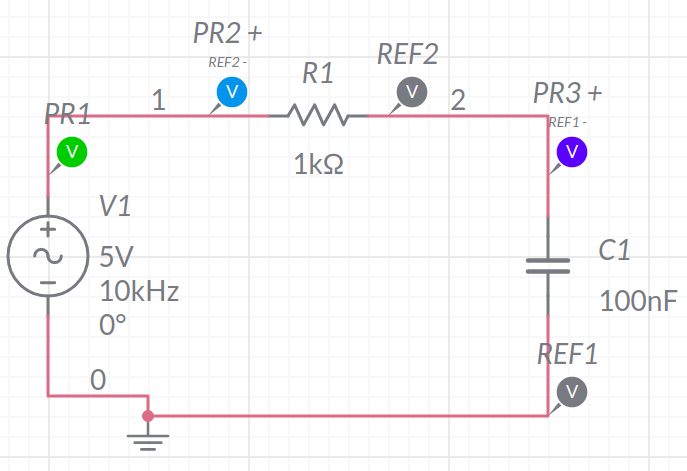 PR2 +
REF2 -
REF2
R1
PR3 +
REF1 -
PR1
1
V
V
2
1kΩ
V
V
V1
5V
10kHz
0°
C1
100nF
0
REF1
V